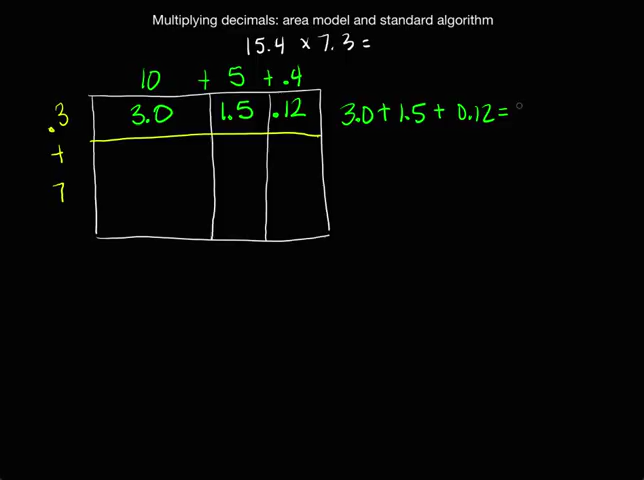 Multiplying decimals: area model and standard algorithm
15.4 × 7.3 =
10 + 5 + .4
.3 3.0 1.5 .12 3.0 + 1.5 + 0.12 =
+
7